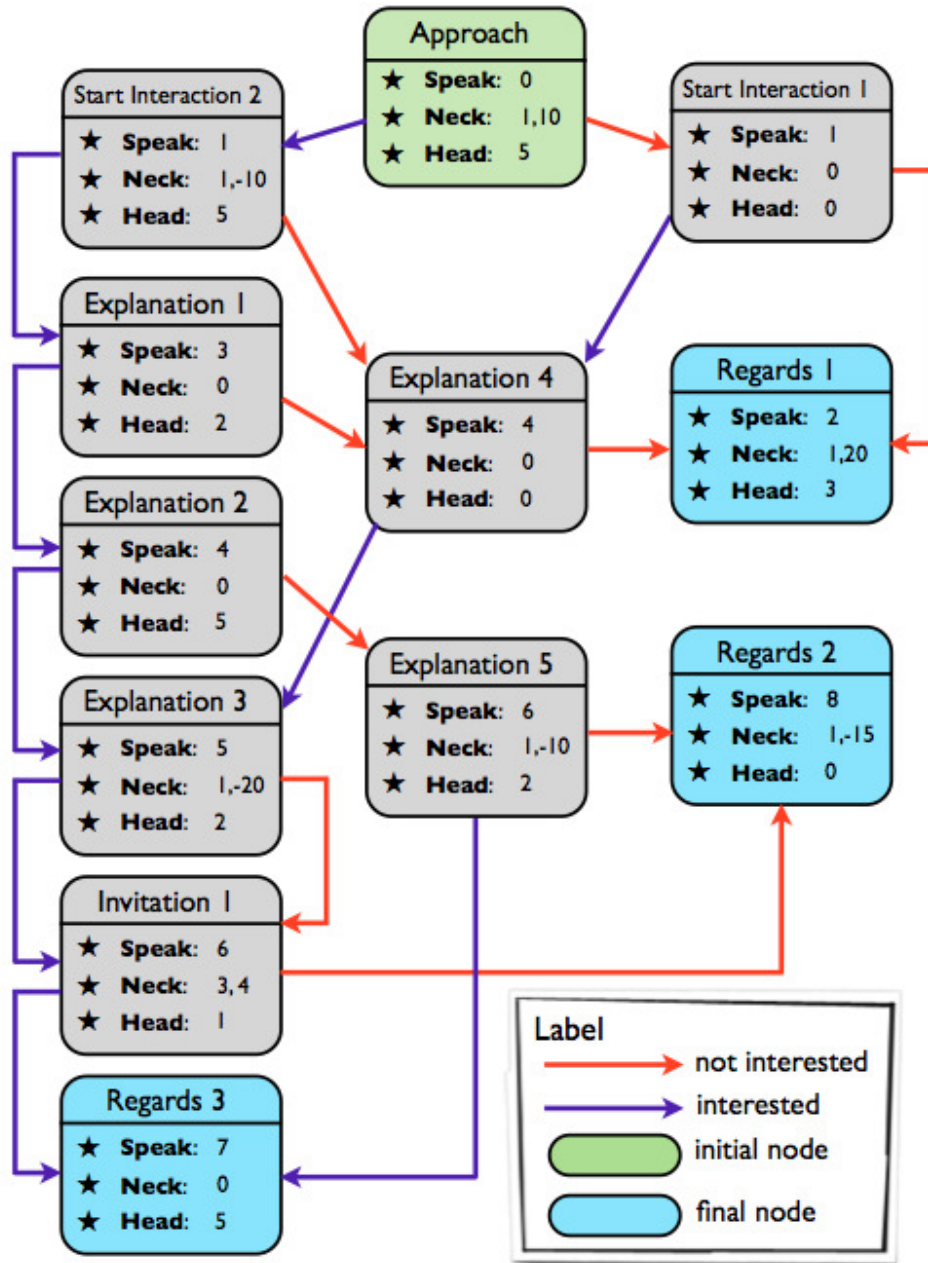 Approach
★ Speak: 0
★ Neck: 1,10
★ Head: 5
Start Interaction 2
★ Speak: 1
★ Neck: 1,-10
★ Head: 5
Start Interaction 1
★ Speak: 1
★ Neck: 0
★ Head: 0
Explanation 1
★ Speak: 3
★ Neck: 0
★ Head: 2
Explanation 4
★ Speak: 4
★ Neck: 0
★ Head: 0
Regards 1
★ Speak: 2
★ Neck: 1,20
★ Head: 3
Explanation 2
★ Speak: 4
★ Neck: 0
★ Head: 5
Explanation 5
★ Speak: 6
★ Neck: 1,-10
★ Head: 2
Regards 2
★ Speak: 8
★ Neck: 1,-15
★ Head: 0
Explanation 3
★ Speak: 5
★ Neck: 1,-20
★ Head: 2
Invitation 1
★ Speak: 6
★ Neck: 3,4
★ Head: 1
Regards 3
★ Speak: 7
★ Neck: 0
★ Head: 5
Label
not interested
interested
initial node
final node